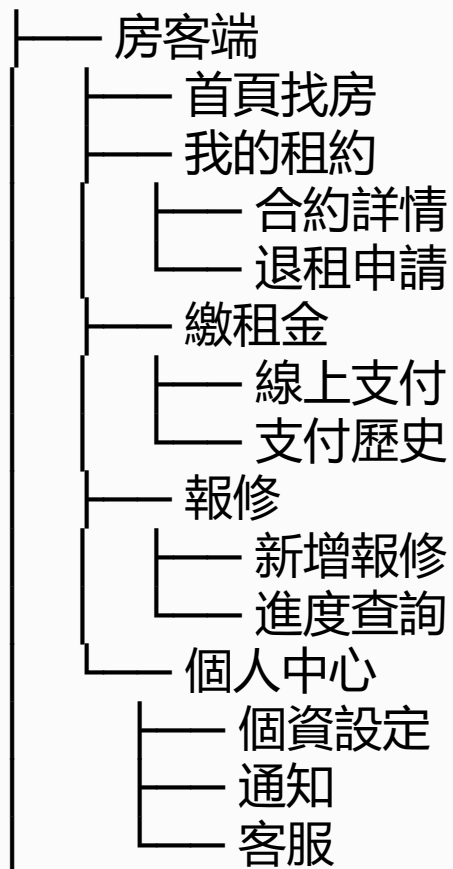 房客端
首頁找房
我的租約
合約詳情
退租申請
繳租金
線上支付
支付歷史
報修
新增報修
進度查詢
個人中心
個資設定
通知
客服